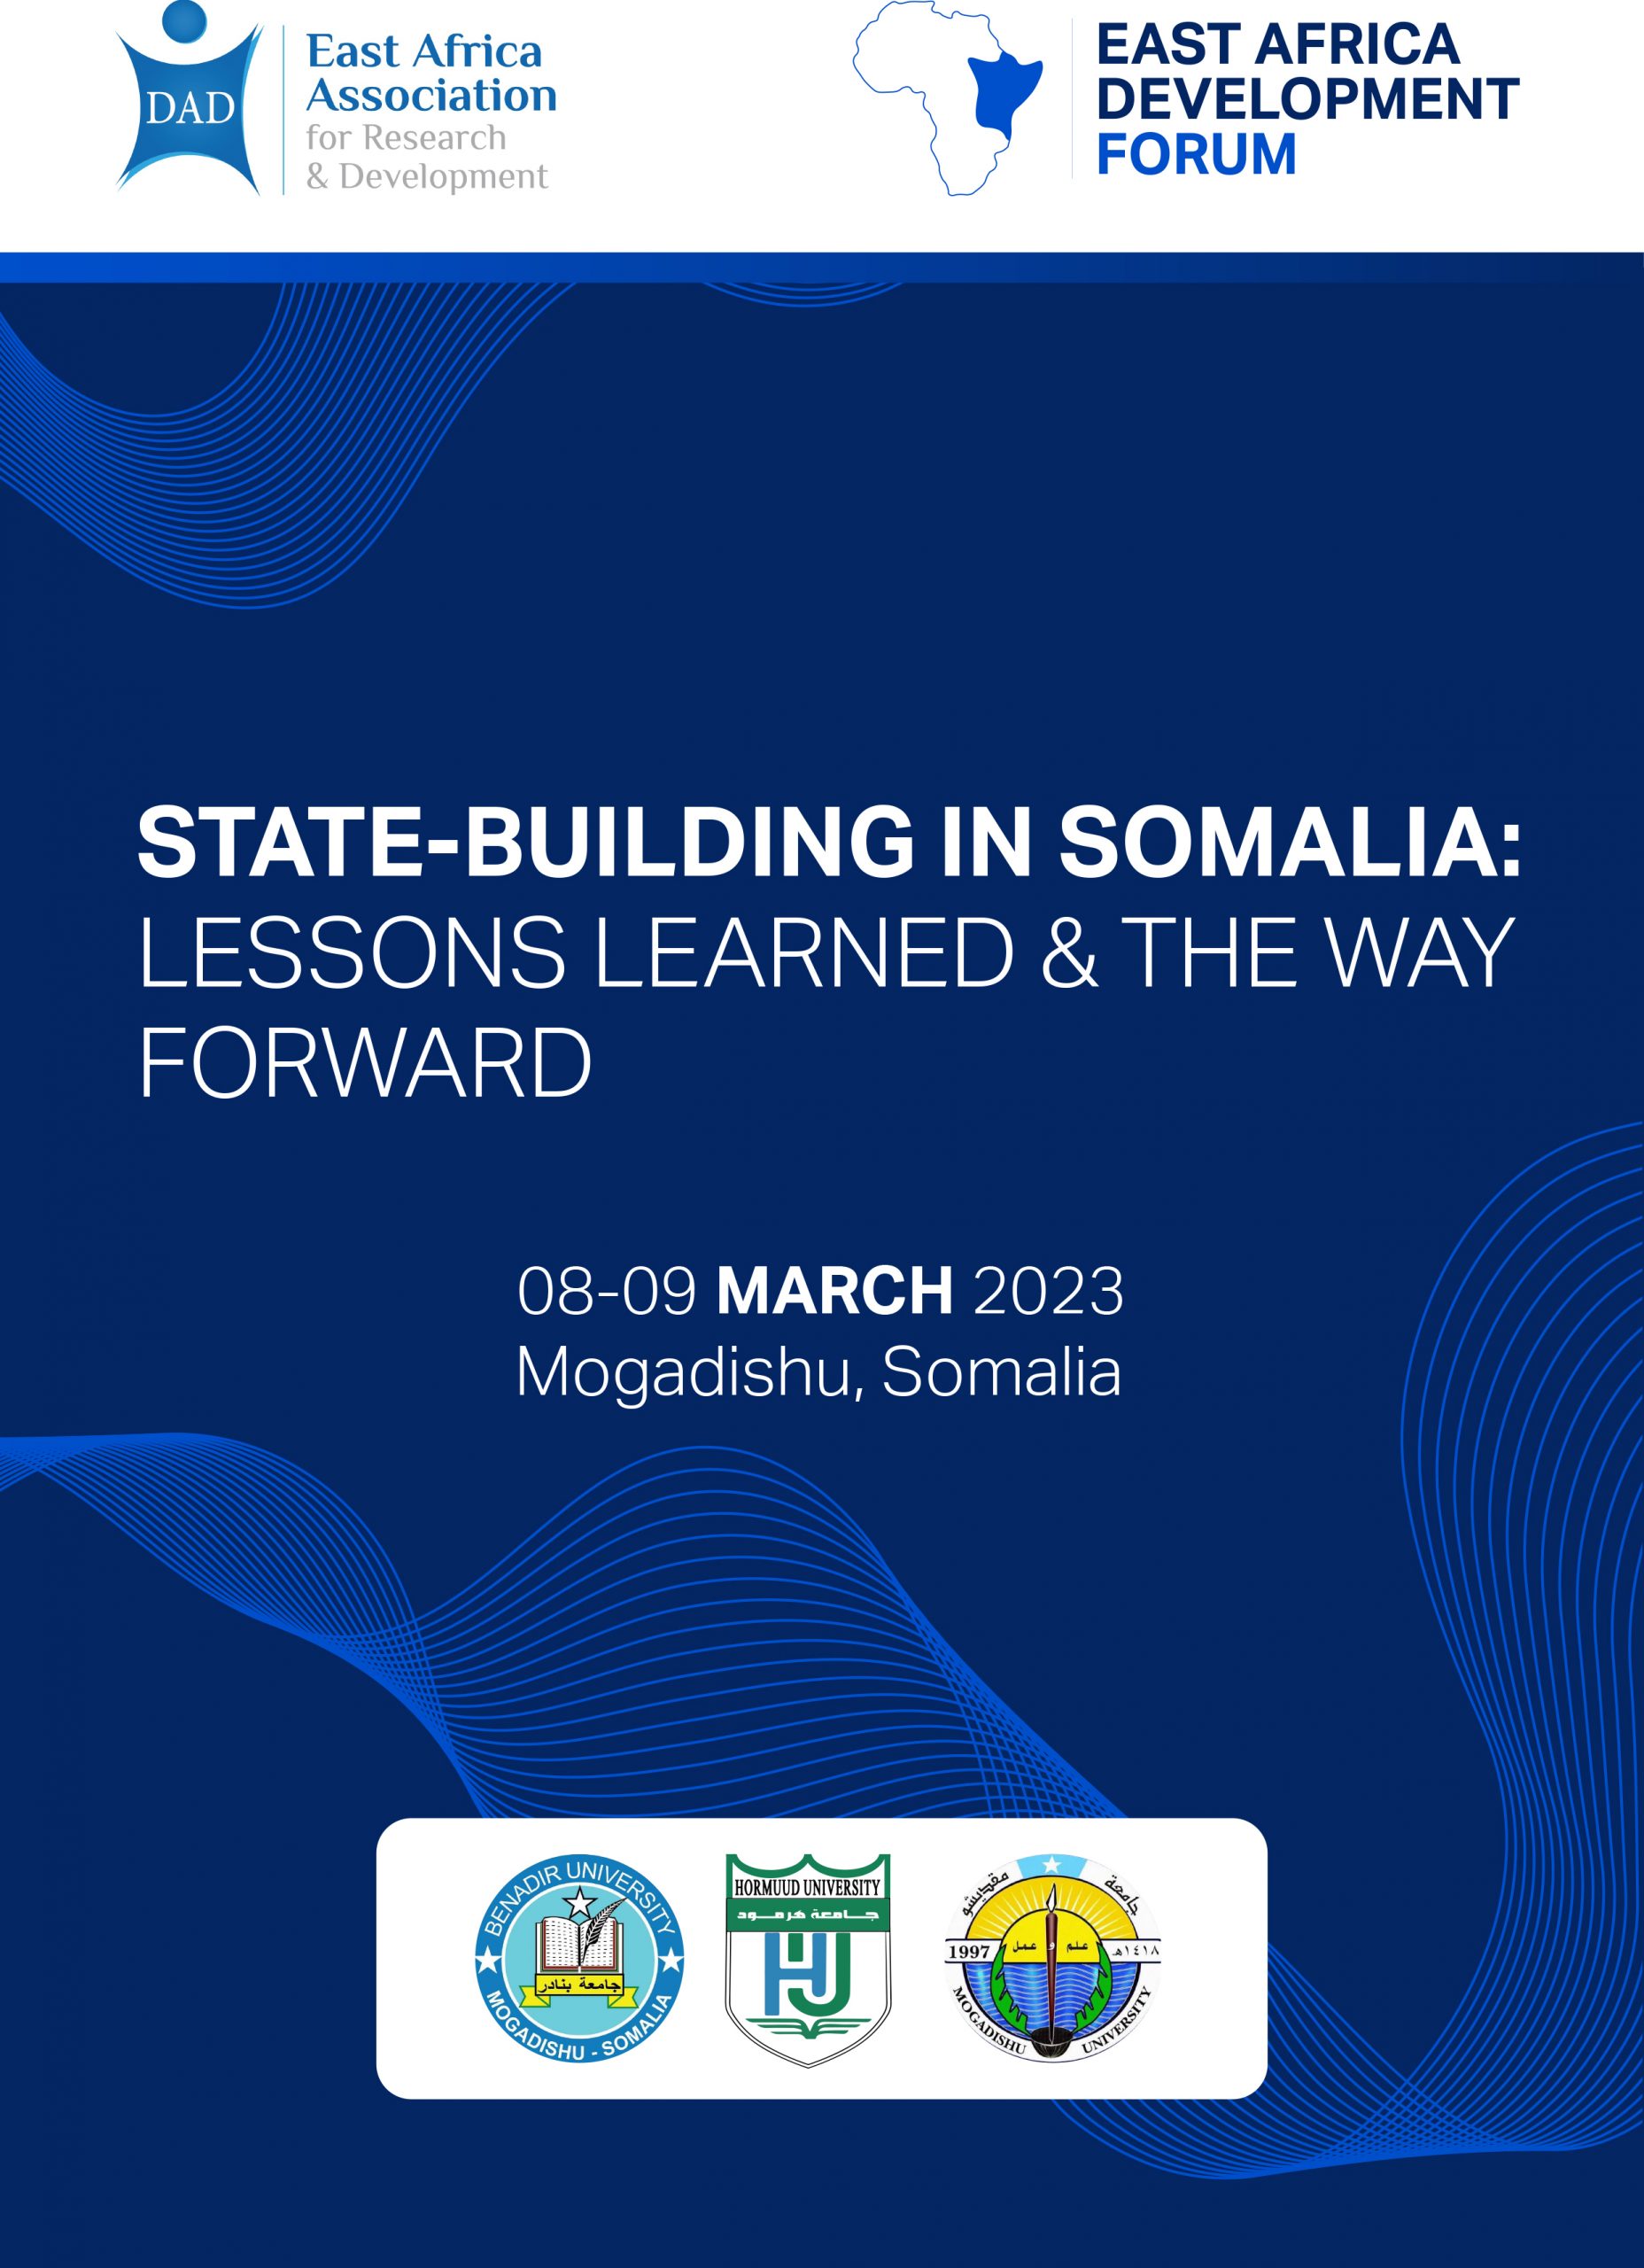 DAD
East Africa
Association
for Research
& Development
EAST AFRICA
DEVELOPMENT
FORUM
STATE-BUILDING IN SOMALIA:
LESSONS LEARNED & THE WAY
FORWARD
08-09 MARCH 2023
Mogadishu, Somalia
BENADIR UNIVERSITY
جامعة بنادر
MOGADISHU - SOMALIA
HORMUUD UNIVERSITY
جامعة هرمود
HU
جامعة مقديشو
1997
علم و عمل
١٤١٨هـ
MOGADISHU UNIVERSITY